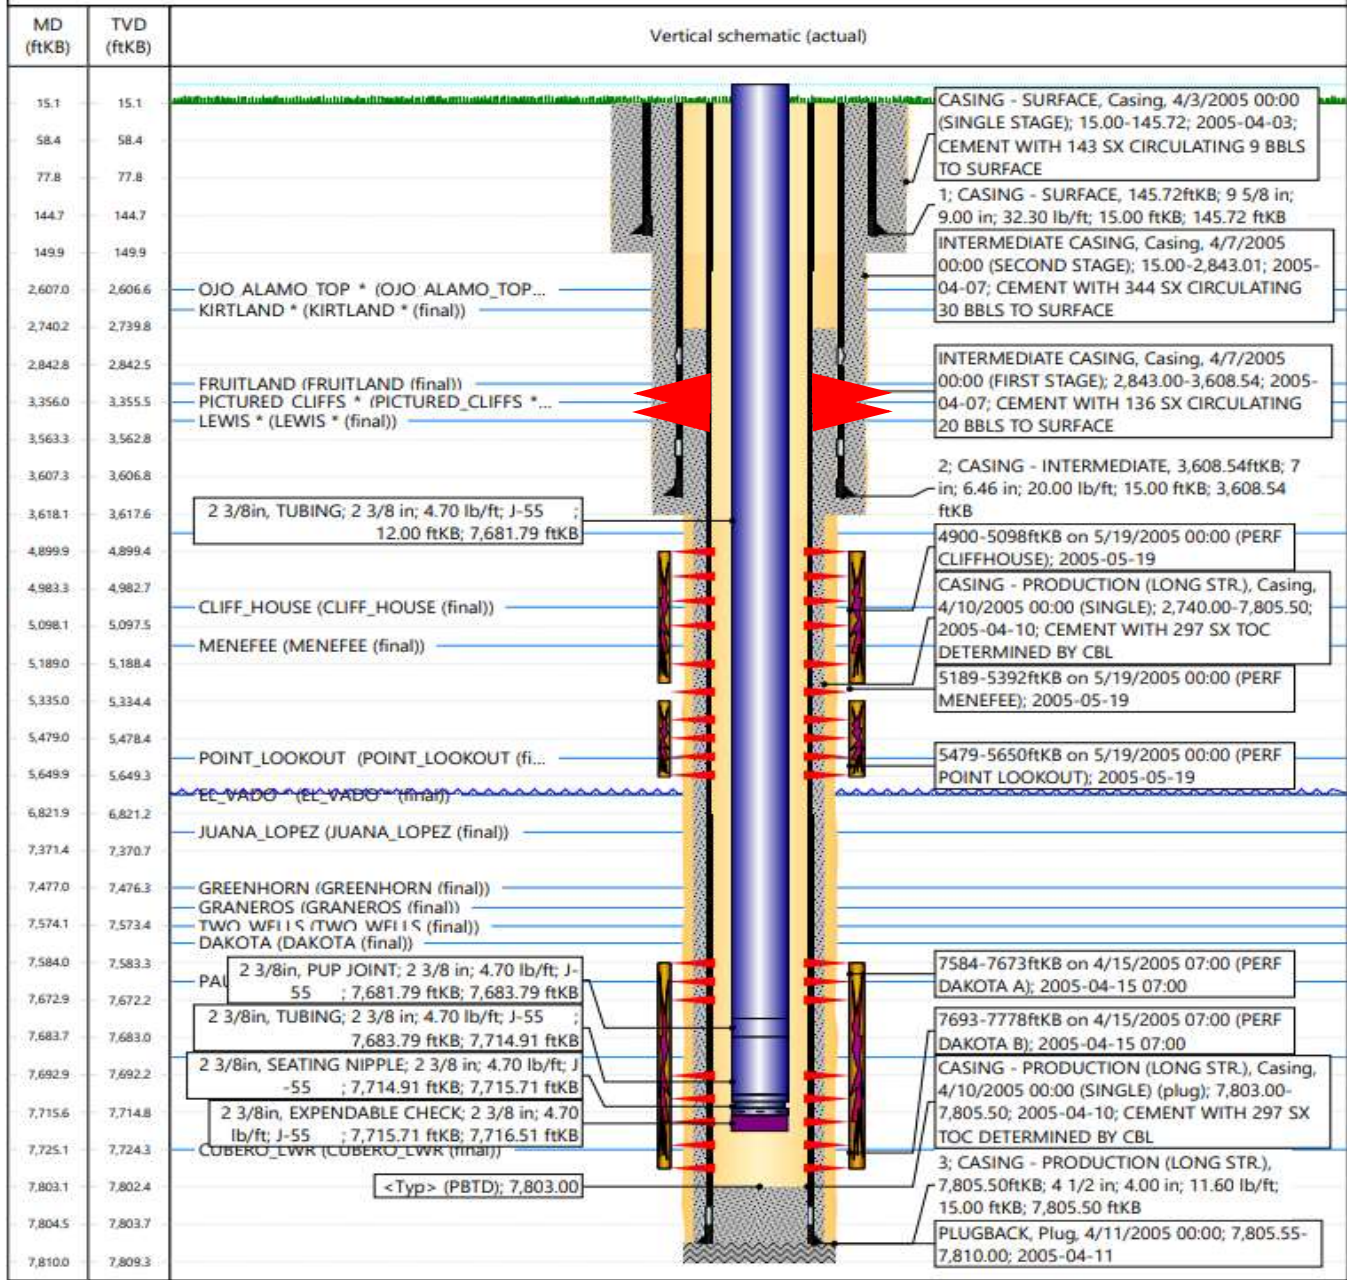 MD
(ftKB)
TVD
(ftKB)
Vertical schematic (actual)
15.1 15.1
58.4 58.4
77.8 77.8
144.7 144.7
149.9 149.9
2,607.0 2,606.6
2,740.2 2,739.8
2,842.8 2,842.5
3,356.0 3,355.5
3,563.3 3,562.8
3,607.3 3,606.8
3,618.1 3,617.6
4,899.9 4,899.4
4,983.3 4,982.7
5,098.1 5,097.5
5,189.0 5,188.4
5,335.0 5,334.4
5,479.0 5,478.4
5,649.9 5,649.3
6,821.9 6,821.2
7,371.4 7,370.7
7,477.0 7,476.3
7,574.1 7,573.4
7,584.0 7,583.3
7,672.9 7,672.2
7,683.7 7,683.0
7,692.9 7,692.2
7,715.6 7,714.8
7,725.1 7,724.3
7,803.1 7,802.4
7,804.5 7,803.7
7,810.0 7,809.3
OJO_ALAMO_TOP * (OJO_ALAMO_TOP...
KIRTLAND * (KIRTLAND * (final))
FRUITLAND (FRUITLAND (final))
PICTURED_CLIFFS * (PICTURED_CLIFFS *...
LEWIS * (LEWIS * (final))
2 3/8in, TUBING; 2 3/8 in; 4.70 lb/ft; J-55 ;
12.00 ftKB; 7,681.79 ftKB
CLIFF_HOUSE (CLIFF_HOUSE (final))
MENEFEE (MENEFEE (final))
POINT_LOOKOUT (POINT_LOOKOUT (fi...
EL_VADO * (EL_VADO * (final))
JUANA_LOPEZ (JUANA_LOPEZ (final))
GREENHORN (GREENHORN (final))
GRANEROS (GRANEROS (final))
TWO_WELLS (TWO_WELLS (final))
DAKOTA (DAKOTA (final))
2 3/8in, PUP JOINT; 2 3/8 in; 4.70 lb/ft; J-
55 ; 7,681.79 ftKB; 7,683.79 ftKB
2 3/8in, TUBING; 2 3/8 in; 4.70 lb/ft; J-55 ;
7,683.79 ftKB; 7,714.91 ftKB
2 3/8in, SEATING NIPPLE; 2 3/8 in; 4.70 lb/ft; J
-55 ; 7,714.91 ftKB; 7,715.71 ftKB
2 3/8in, EXPENDABLE CHECK; 2 3/8 in; 4.70
lb/ft; J-55 ; 7,715.71 ftKB; 7,716.51 ftKB
CUBERO_LWR (CUBERO_LWR (final))
<Typ> (PBTD); 7,803.00
CASING - SURFACE, Casing, 4/3/2005 00:00
(SINGLE STAGE); 15.00-145.72; 2005-04-03;
CEMENT WITH 143 SX CIRCULATING 9 BBLS
TO SURFACE
1; CASING - SURFACE, 145.72ftKB; 9 5/8 in;
9.00 in; 32.30 lb/ft; 15.00 ftKB; 145.72 ftKB
INTERMEDIATE CASING, Casing, 4/7/2005
00:00 (SECOND STAGE); 15.00-2,843.01; 2005-
04-07; CEMENT WITH 344 SX CIRCULATING
30 BBLS TO SURFACE
INTERMEDIATE CASING, Casing, 4/7/2005
00:00 (FIRST STAGE); 2,843.00-3,608.54; 2005-
04-07; CEMENT WITH 136 SX CIRCULATING
20 BBLS TO SURFACE
2; CASING - INTERMEDIATE, 3,608.54ftKB; 7
in; 6.46 in; 20.00 lb/ft; 15.00 ftKB; 3,608.54
ftKB
4900-5098ftKB on 5/19/2005 00:00 (PERF
CLIFFHOUSE); 2005-05-19
CASING - PRODUCTION (LONG STR.), Casing,
4/10/2005 00:00 (SINGLE); 2,740.00-7,805.50;
2005-04-10; CEMENT WITH 297 SX TOC
DETERMINED BY CBL
5189-5392ftKB on 5/19/2005 00:00 (PERF
MENEFEE); 2005-05-19
5479-5650ftKB on 5/19/2005 00:00 (PERF
POINT LOOKOUT); 2005-05-19
7584-7673ftKB on 4/15/2005 07:00 (PERF
DAKOTA A); 2005-04-15 07:00
7693-7778ftKB on 4/15/2005 07:00 (PERF
DAKOTA B); 2005-04-15 07:00
CASING - PRODUCTION (LONG STR.), Casing,
4/10/2005 00:00 (SINGLE) (plug); 7,803.00-
7,805.50; 2005-04-10; CEMENT WITH 297 SX
TOC DETERMINED BY CBL
3; CASING - PRODUCTION (LONG STR.),
7,805.50ftKB; 4 1/2 in; 4.00 in; 11.60 lb/ft;
15.00 ftKB; 7,805.50 ftKB
PLUGBACK, Plug, 4/11/2005 00:00; 7,805.55-
7,810.00; 2005-04-11